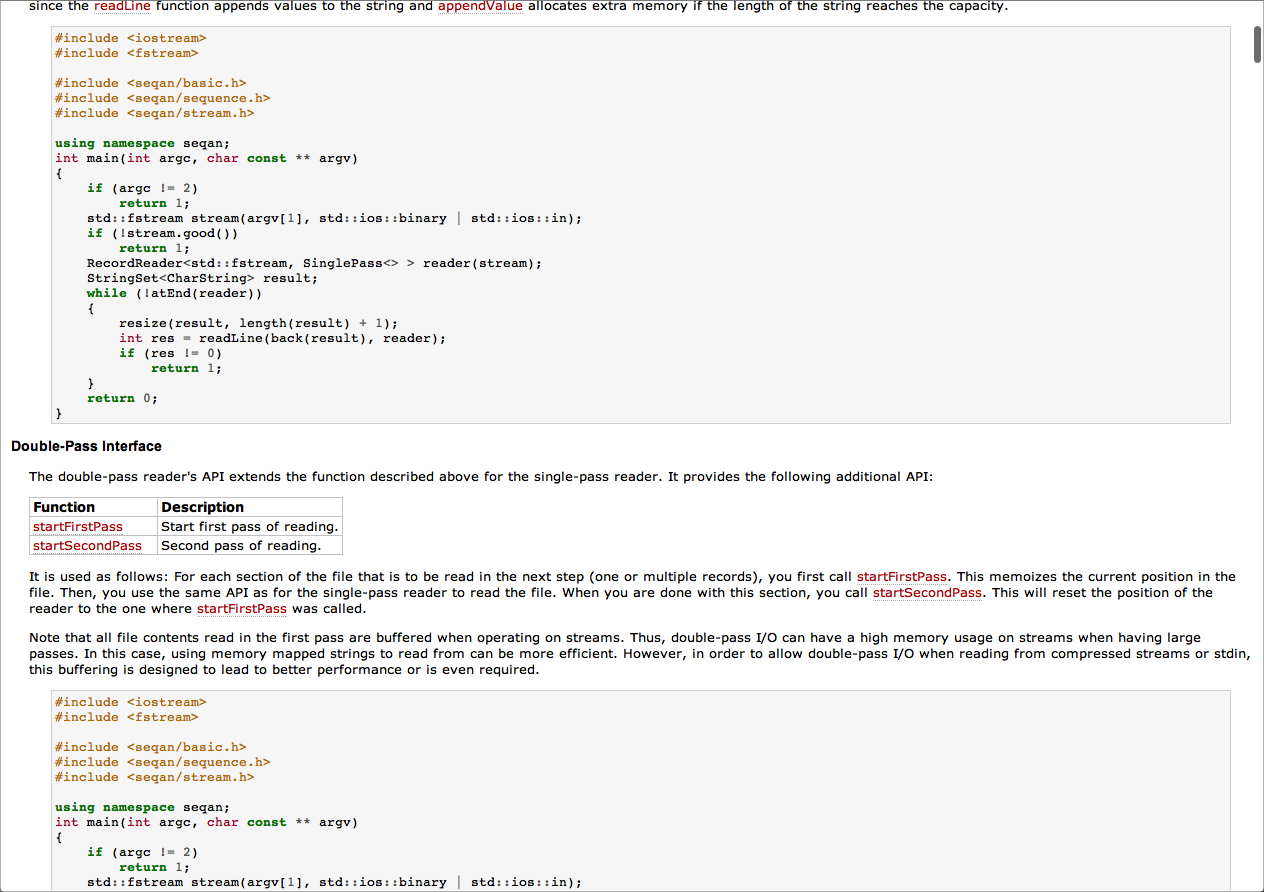 since the readLine function appends values to the string and appendValue allocates extra memory if the length of the string reaches the capacity.
#include <iostream>
#include <fstream>

#include <seqan/basic.h>
#include <seqan/sequence.h>
#include <seqan/stream.h>

using namespace seqan;
int main(int argc, char const ** argv)
{
    if (argc != 2)
        return 1;
    std::fstream stream(argv[1], std::ios::binary | std::ios::in);
    if (!stream.good())
        return 1;
    RecordReader<std::fstream, SinglePass<> > reader(stream);
    StringSet<CharString> result;
    while (!atEnd(reader))
    {
        resize(result, length(result) + 1);
        int res = readLine(back(result), reader);
        if (res != 0)
            return 1;
    }
    return 0;
}
Double-Pass Interface
The double-pass reader's API extends the function described above for the single-pass reader. It provides the following additional API:
Function Description
startFirstPass Start first pass of reading.
startSecondPass Second pass of reading.
It is used as follows: For each section of the file that is to be read in the next step (one or multiple records), you first call startFirstPass. This memoizes the current position in the
file. Then, you use the same API as for the single-pass reader to read the file. When you are done with this section, you call startSecondPass. This will reset the position of the
reader to the one where startFirstPass was called.
Note that all file contents read in the first pass are buffered when operating on streams. Thus, double-pass I/O can have a high memory usage on streams when having large
passes. In this case, using memory mapped strings to read from can be more efficient. However, in order to allow double-pass I/O when reading from compressed streams or stdin,
this buffering is designed to lead to better performance or is even required.
#include <iostream>
#include <fstream>

#include <seqan/basic.h>
#include <seqan/sequence.h>
#include <seqan/stream.h>

using namespace seqan;
int main(int argc, char const ** argv)
{
    if (argc != 2)
        return 1;
    std::fstream stream(argv[1], std::ios::binary | std::ios::in);